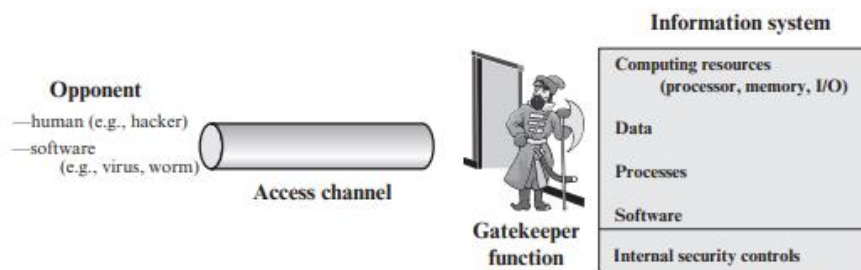 Information system
Computing resources
(processor, memory, I/O)
Data
Processes
Software
Internal security controls
Opponent
—human (e.g., hacker)
—software
(e.g., virus, worm)
Access channel
Gatekeeper
function